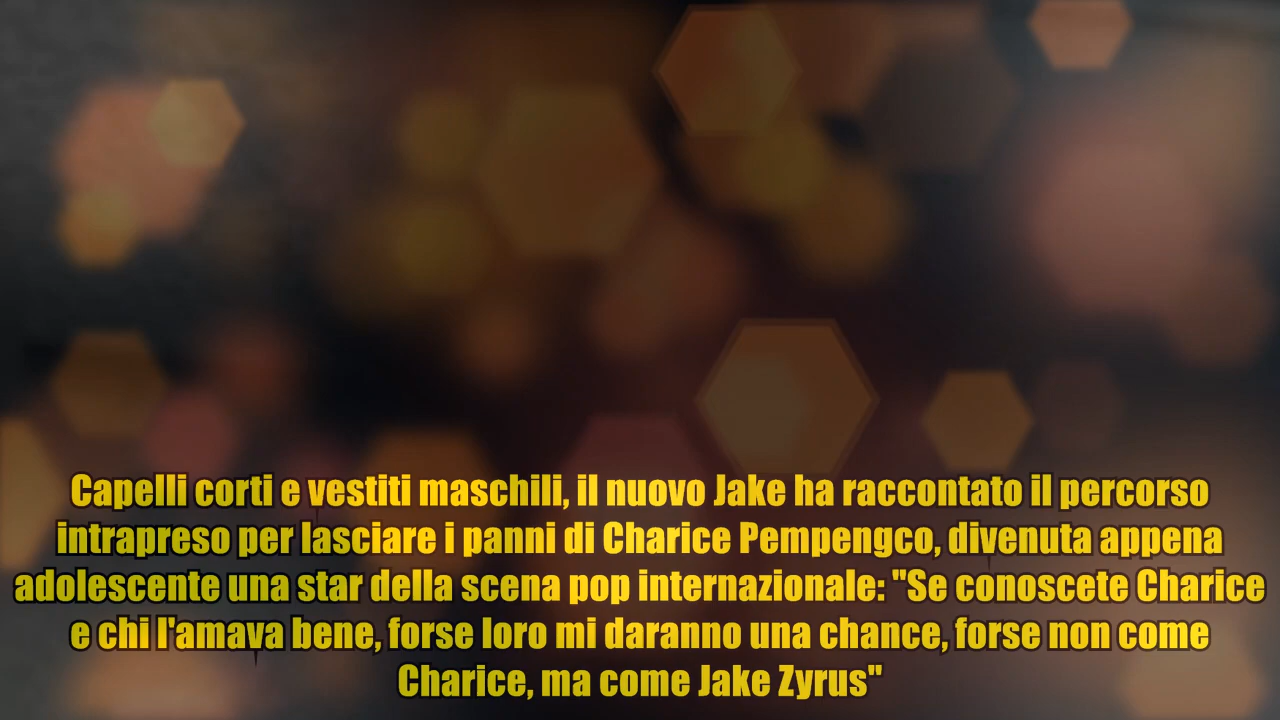 Capelli corti e vestiti maschili, il nuovo Jake ha raccontato il percorso
intrapreso per lasciare i panni di Charice Pempengco, divenuta appena
adolescente una star della scena pop internazionale: "Se conoscete Charice
e chi l'amava bene, forse loro mi daranno una chance, forse non come
Charice, ma come Jake Zyrus"